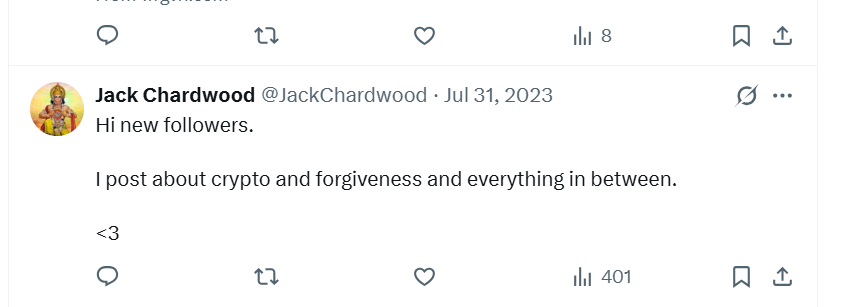 8
Jack Chardwood @JackChardwood · Jul 31, 2023
Hi new followers.
I post about crypto and forgiveness and everything in between.
<3
401